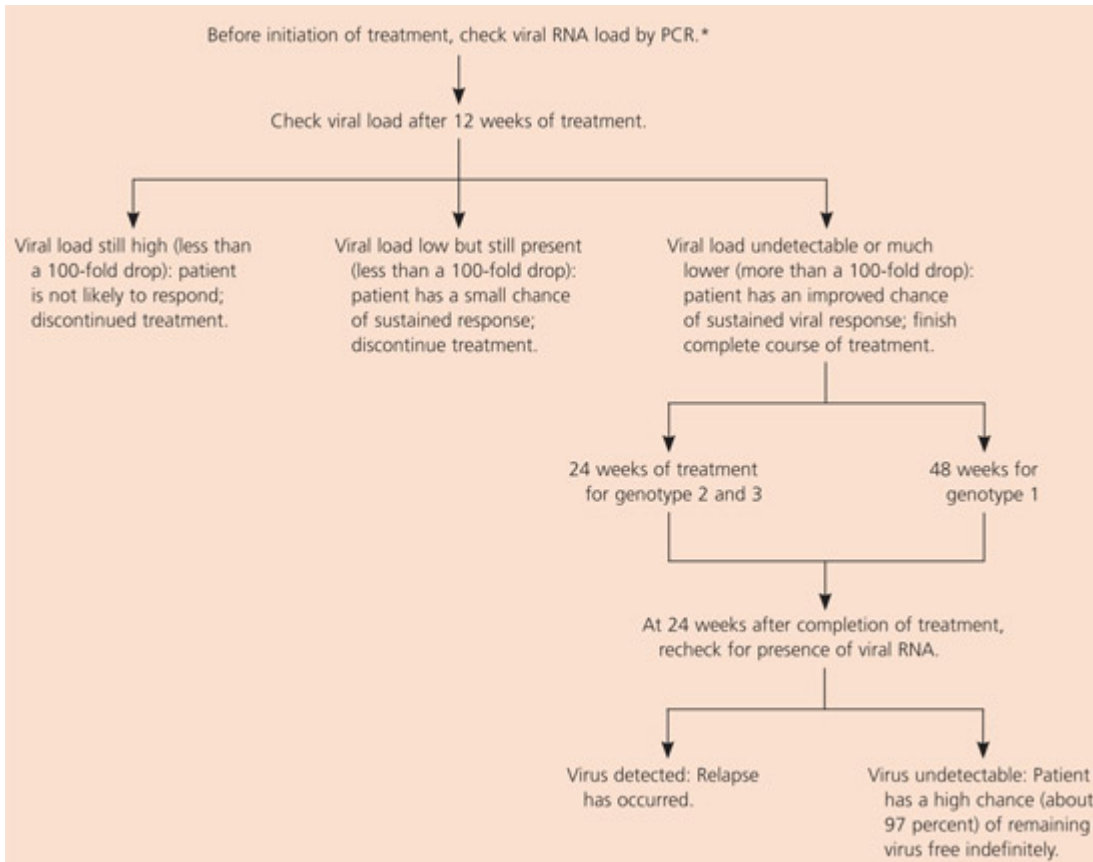 Before initiation of treatment, check viral RNA load by PCR.*
Check viral load after 12 weeks of treatment.
Viral load still high (less than
a 100-fold drop): patient
is not likely to respond;
discontinued treatment.
Viral load low but still present
(less than a 100-fold drop):
patient has a small chance
of sustained response;
discontinue treatment.
Viral load undetectable or much
lower (more than a 100-fold drop):
patient has an improved chance
of sustained viral response; finish
complete course of treatment.
24 weeks of treatment
for genotype 2 and 3
48 weeks for
genotype 1
At 24 weeks after completion of treatment,
recheck for presence of viral RNA.
Virus detected: Relapse
has occurred.
Virus undetectable: Patient
has a high chance (about
97 percent) of remaining
virus free indefinitely.